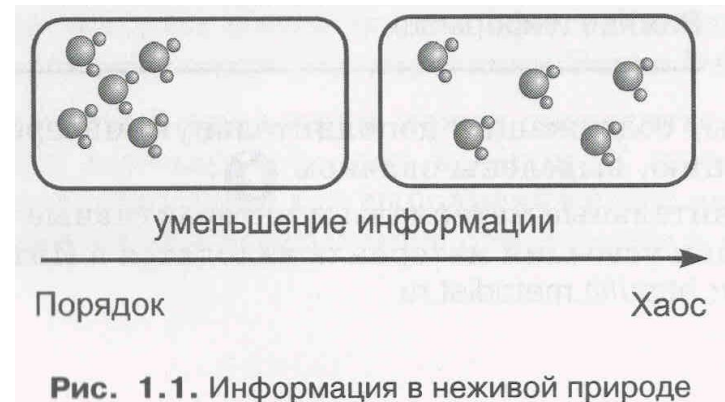 уменьшение информации
Порядок Хаос
Рис. 1.1. Информация в неживой природе